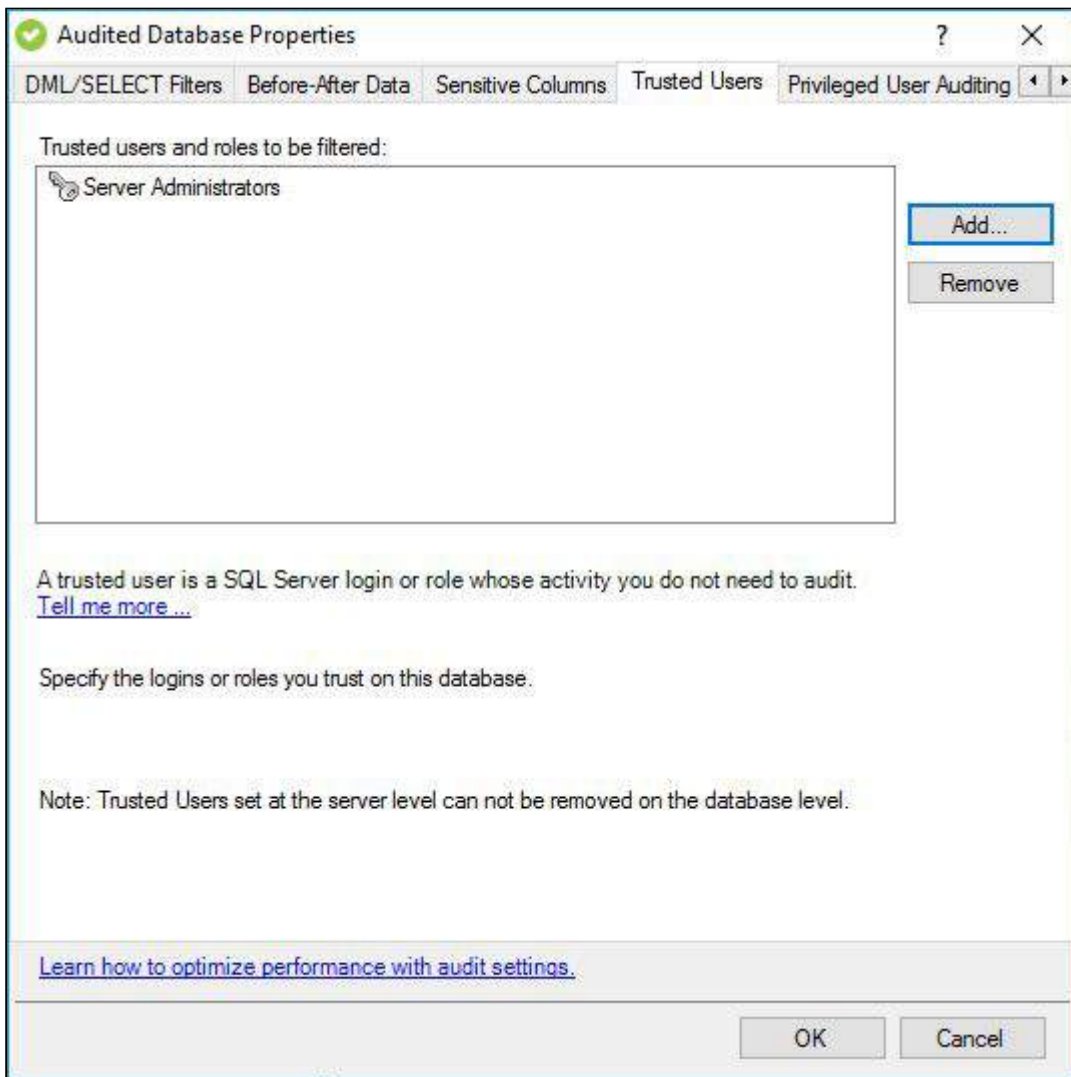 Audited Database Properties
?
DML/SELECT Filters Before-After Data Sensitive Columns Trusted Users Privileged User Auditing
Trusted users and roles to be filtered:
Server Administrators
Add...
Remove
A trusted user is a SQL Server login or role whose activity you do not need to audit.
Tell me more ...
Specify the logins or roles you trust on this database.
Note: Trusted Users set at the server level can not be removed on the database level.
Learn how to optimize performance with audit settings.
OK Cancel